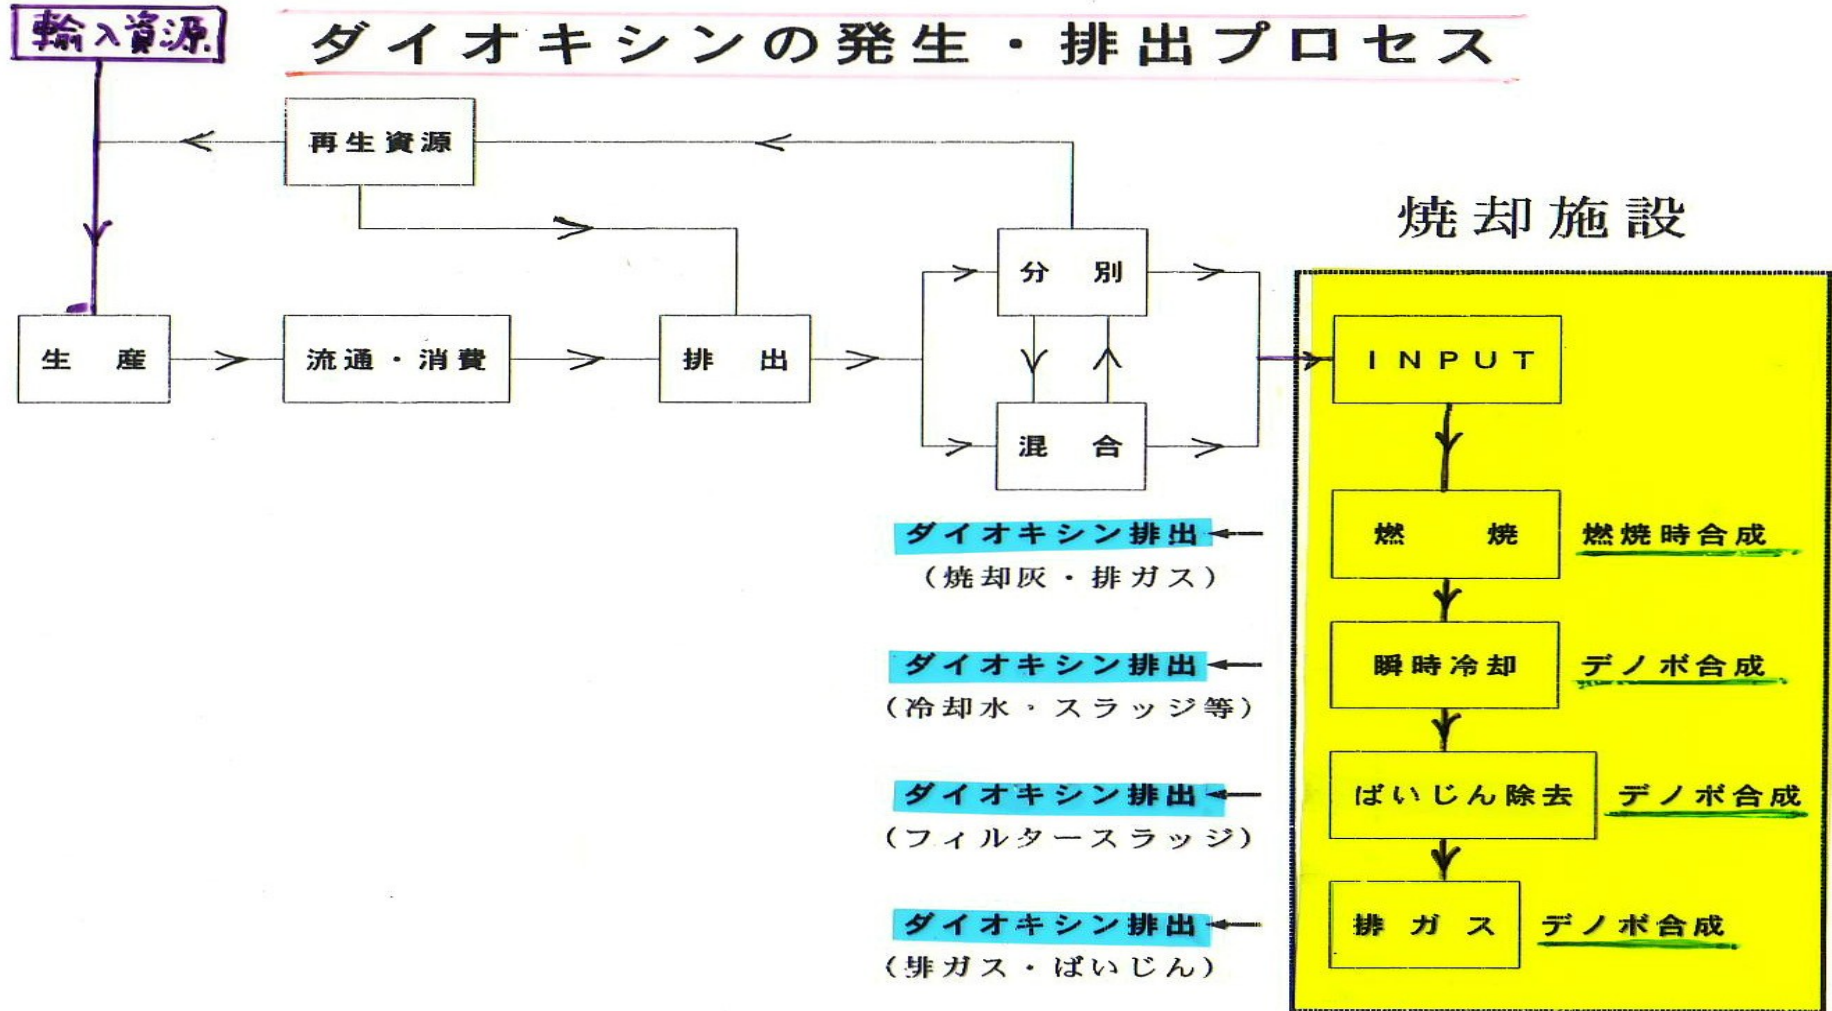 輸入資源
ダイオキシンの発生・排出プロセス
再生資源
焼却施設
分 別
生 産
流通・消費
排 出
INPUT
混 合
ダイオキシン排出
(焼却灰・排ガス)
燃 焼
燃焼時合成
ダイオキシン排出
(冷却水・スラッジ等)
瞬時冷却
デノボ合成
ダイオキシン排出
(フィルタースラッジ)
ばいじん除去
デノボ合成
ダイオキシン排出
(排ガス・ばいじん)
排 ガ ス
デノボ合成